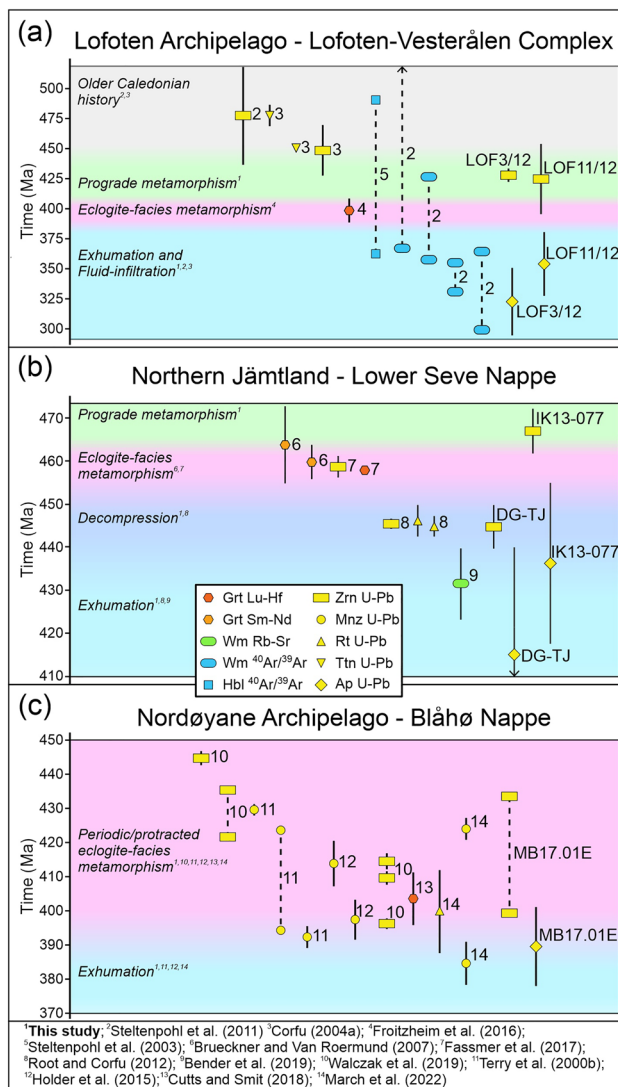 (a) Lofoten Archipelago - Lofoten-Vesterålen Complex
Time (Ma)
500
475
450
425
400
375
350
325
300
Older Caledonian
history2,3
Prograde metamorphism1
Eclogite-facies metamorphism4
Exhumation and
Fluid-infiltration1,2,3
2
3
3
3
4
5
2
2
2
2
LOF3/12
LOF11/12
LOF11/12
LOF3/12
(b) Northern Jämtland - Lower Seve Nappe
Time (Ma)
470
460
450
440
430
420
410
Prograde metamorphism1
Eclogite-facies
metamorphism6,7
Decompression1,8
Exhumation1,8,9
6
6
7
7
8
8
9
DG-TJ
IK13-077
IK13-077
DG-TJ
Grt Lu-Hf
Grt Sm-Nd
Wm Rb-Sr
Wm 40Ar/39Ar
Hbl 40Ar/39Ar
Zrn U-Pb
Mnz U-Pb
Rt U-Pb
Ttn U-Pb
Ap U-Pb
(c) Nordøyane Archipelago - Blåhø Nappe
Time (Ma)
450
440
430
420
410
400
390
380
370
Periodic/protracted
eclogite-facies
metamorphism1,10,11,12,13,14
Exhumation1,11,12,14
10
10
11
11
11
12
12
10
10
13
14
14
14
MB17.01E
MB17.01E
1This study; 2Steltenpohl et al. (2011) 3Corfu (2004a); 4Froitzheim et al. (2016);
5Steltenpohl et al. (2003); 6Brueckner and Van Roermund (2007); 7Fassmer et al. (2017);
8Root and Corfu (2012); 9Bender et al. (2019); 10Walczak et al. (2019); 11Terry et al. (2000b);
12Holder et al. (2015);13Cutts and Smit (2018); 14March et al. (2022)